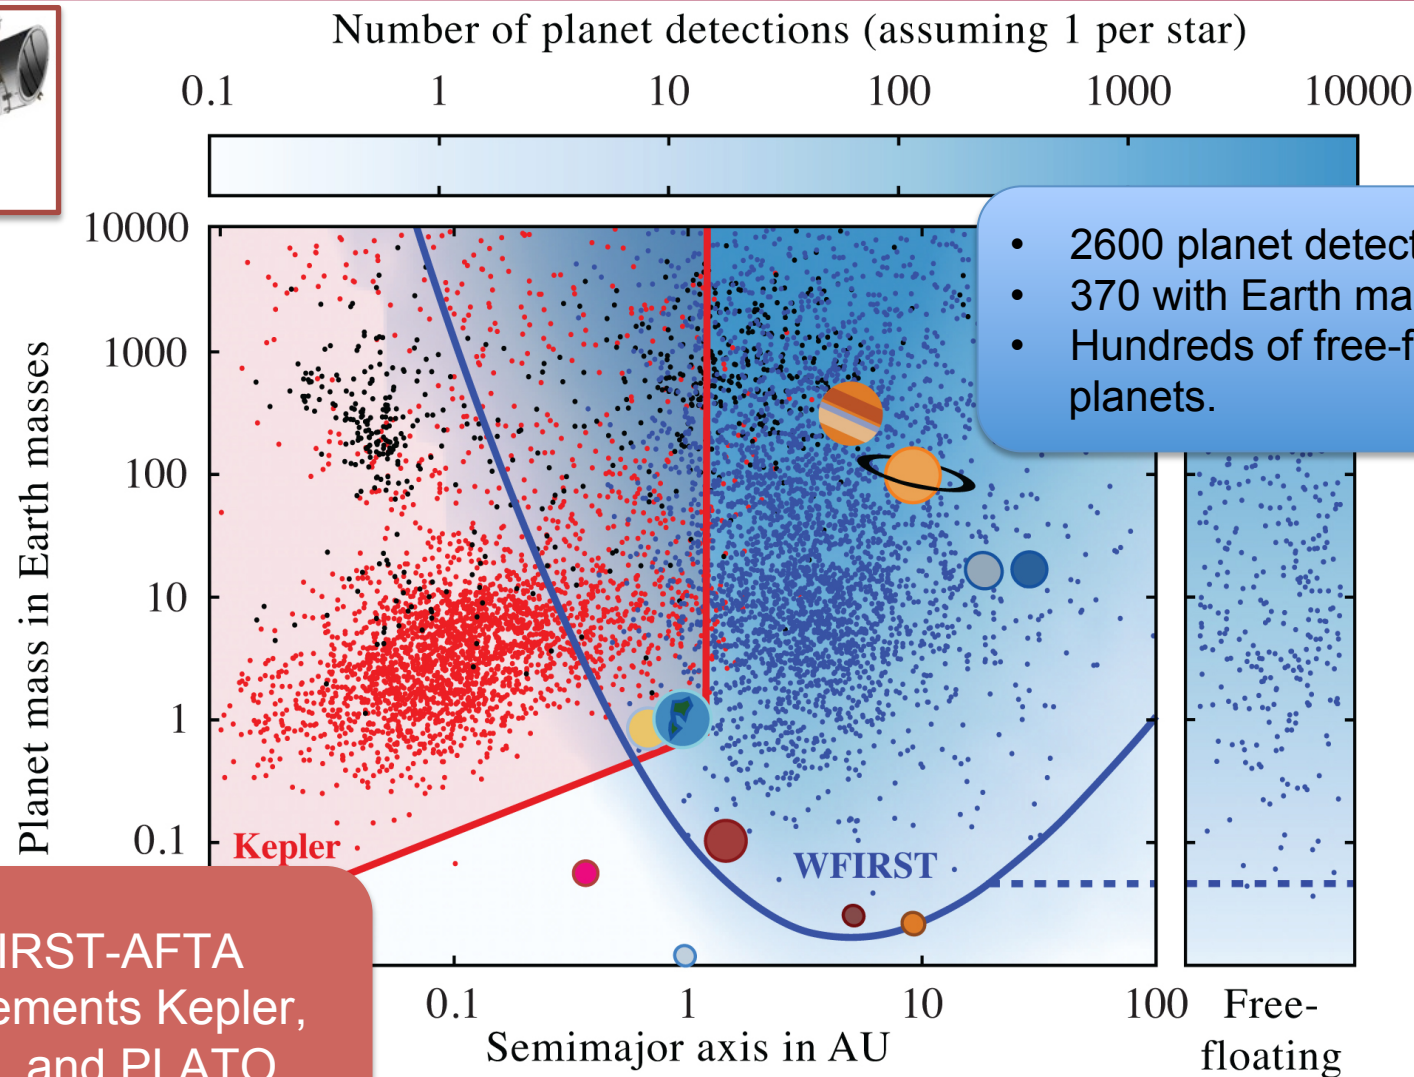 Number of planet detections (assuming 1 per star)
0.1 1 10 100 1000 10000
10000
1000
100
10
1
0.1
Planet mass in Earth masses
• 2600 planet detect
• 370 with Earth ma
• Hundreds of free-f
planets.
Kepler
WFIRST
IRST-AFTA
ements Kepler,
and PLATO
0.1 1 10 100
Semimajor axis in AU
Free-
floating